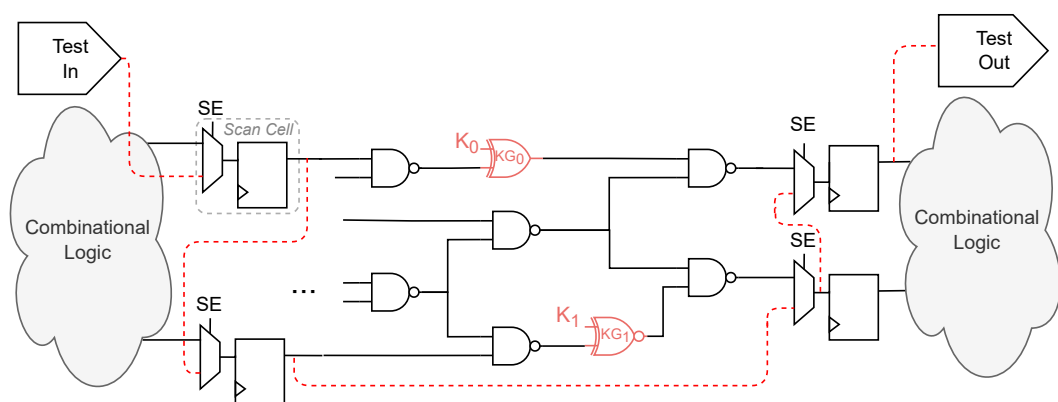 Test
In
Test
Out
SE
Scan Cell
SE
K0
KG0
Combinational
Logic
Combinational
Logic
SE
...
SE
K1
KG1